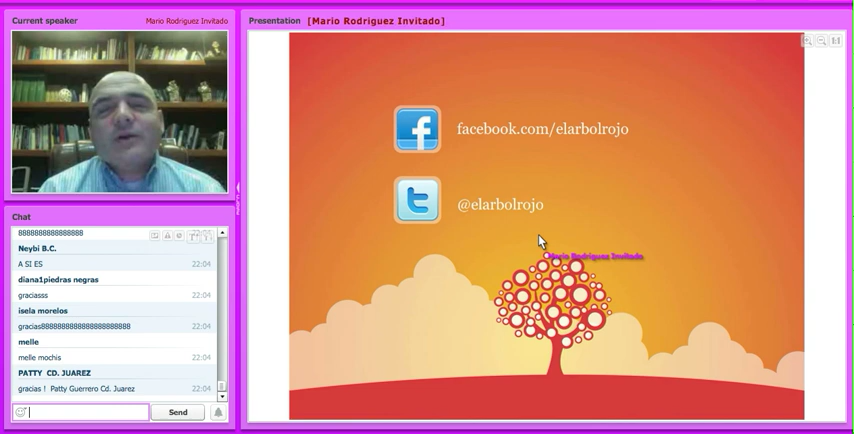 Current speaker
Mario Rodriguez Invitado
Presentation [Mario Rodriguez Invitado]
facebook.com/elarbolrojo
@elarbolrojo
Mario Rodriguez Invitado
Chat
Neybi B.C.
A SI ES 22:04
diana1piedras negras
graciasss 22:04
isela morelos
22:04
melle
melle mochis 22:04
PATTY CD. JUAREZ
gracias ! Patty Guerrero Cd. Juarez 22:04
Send